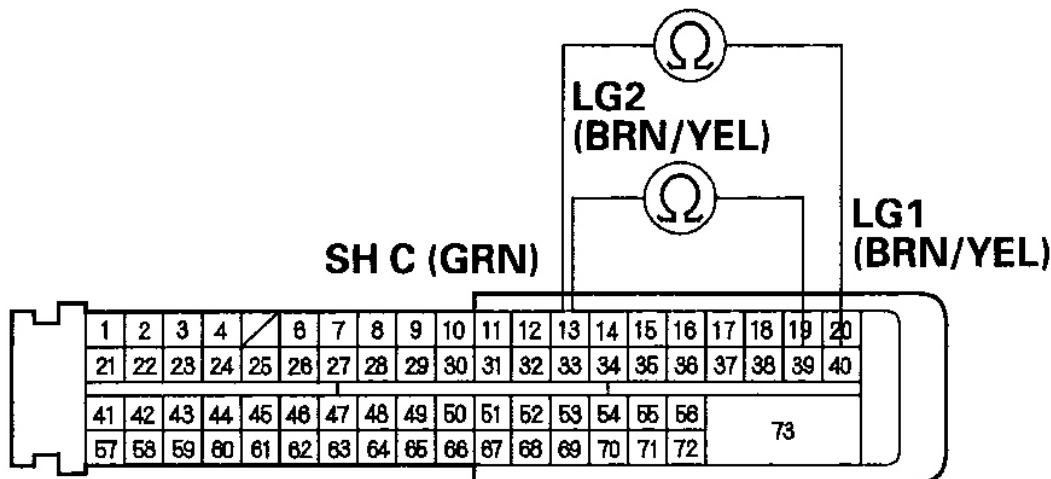 Ω
LG2
(BRN/YEL)
Ω
LG1
(BRN/YEL)
SH C (GRN)
1 2 3 4 6 7 8 9 10 11 12 13 14 15 16 17 18 19 20
21 22 23 24 25 26 27 28 29 30 31 32 33 34 35 36 37 38 39 40
41 42 43 44 45 46 47 48 49 50 51 52 53 54 55 56
73
57 58 59 60 61 62 63 64 65 66 67 68 69 70 71 72